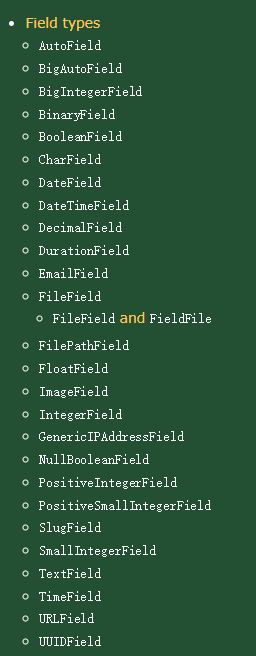 Field types
AutoField
BigAutoField
BigIntegerField
BinaryField
BooleanField
CharField
DateField
DateTimeField
DecimalField
DurationField
EmailField
FileField
FileField and FieldFile
FilePathField
FloatField
ImageField
IntegerField
GenericIPAddressField
NullBooleanField
PositiveIntegerField
PositiveSmallIntegerField
SlugField
SmallIntegerField
TextField
TimeField
URLField
UUIDField